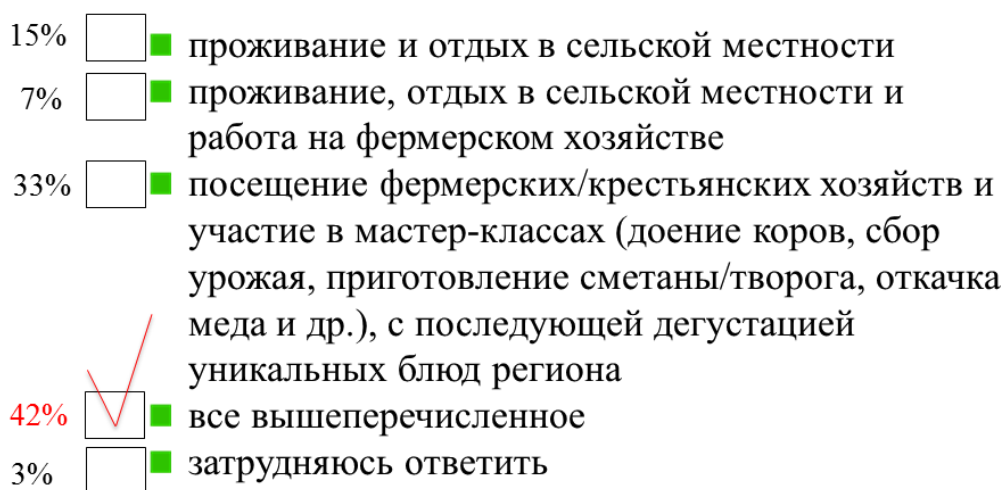 15% проживание и отдых в сельской местности
7% проживание, отдых в сельской местности и
работа на фермерском хозяйстве
33% посещение фермерских/крестьянских хозяйств и
участие в мастер-классах (доение коров, сбор
урожая, приготовление сметаны/творога, откачка
меда и др.), с последующей дегустацией
уникальных блюд региона
42% все вышеперечисленное
3% затрудняюсь ответить